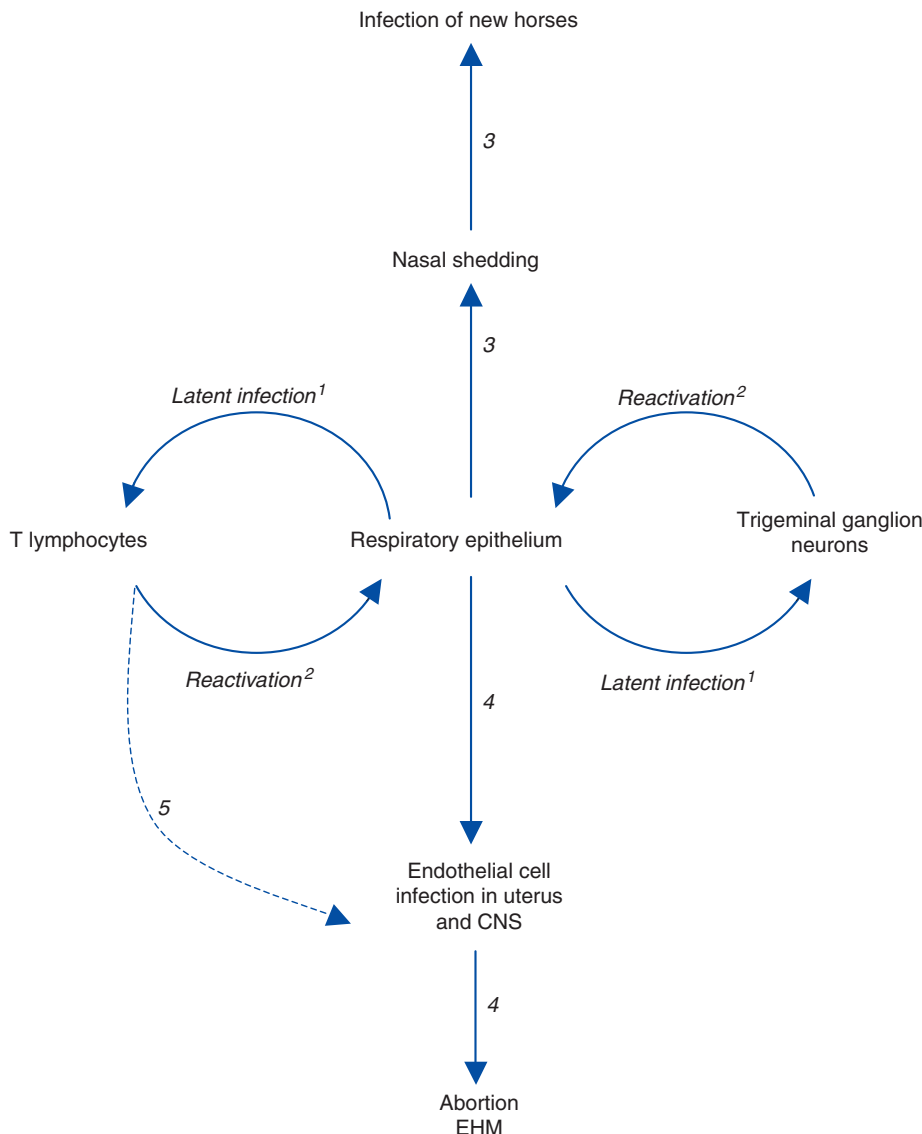 Infection of new horses
3
Nasal shedding
3
Latent infection¹
Reactivation²
T lymphocytes
Respiratory epithelium
Trigeminal ganglion
neurons
Reactivation²
Latent infection¹
4
5
Endothelial cell
infection in uterus
and CNS
4
Abortion
EHM